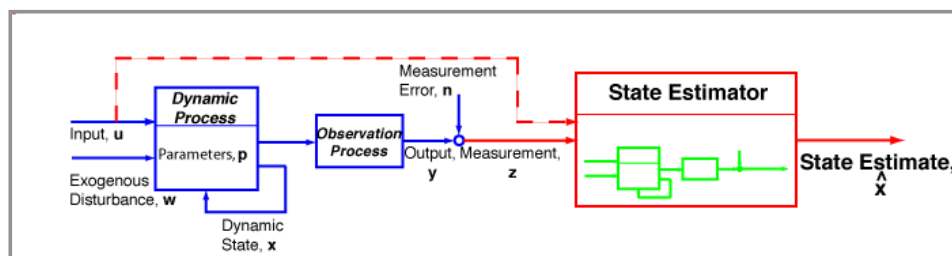 Measurement
Error, n
Dynamic
Process
State Estimator
Input, u
Parameters, p
Observation
Process
Output, Measurement,
y z
State Estimate,
^
x
Exogenous
Disturbance, w
Dynamic
State, x